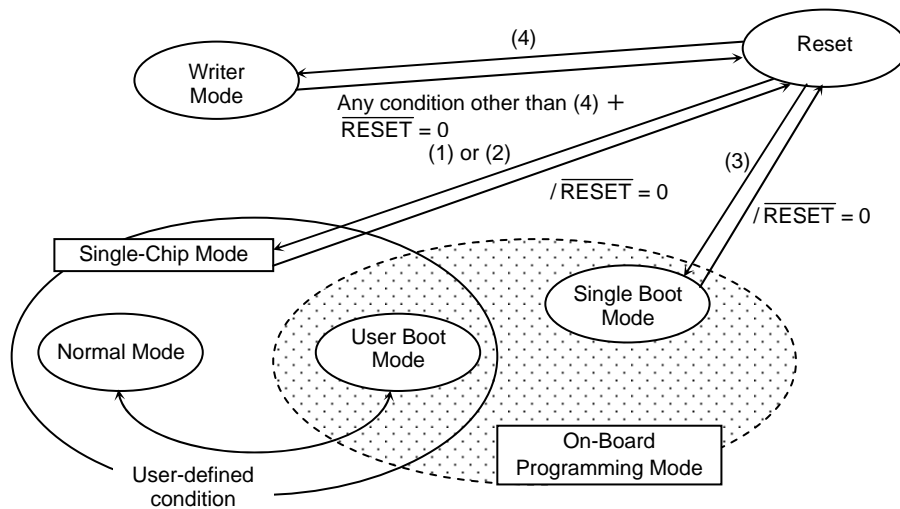 (4)
Reset
Writer
Mode
Any condition other than (4) +
RESET = 0
(1) or (2)
(3)
/RESET = 0
/RESET = 0
Single-Chip Mode
Single Boot
Mode
Normal Mode
User Boot
Mode
On-Board
Programming Mode
User-defined
condition